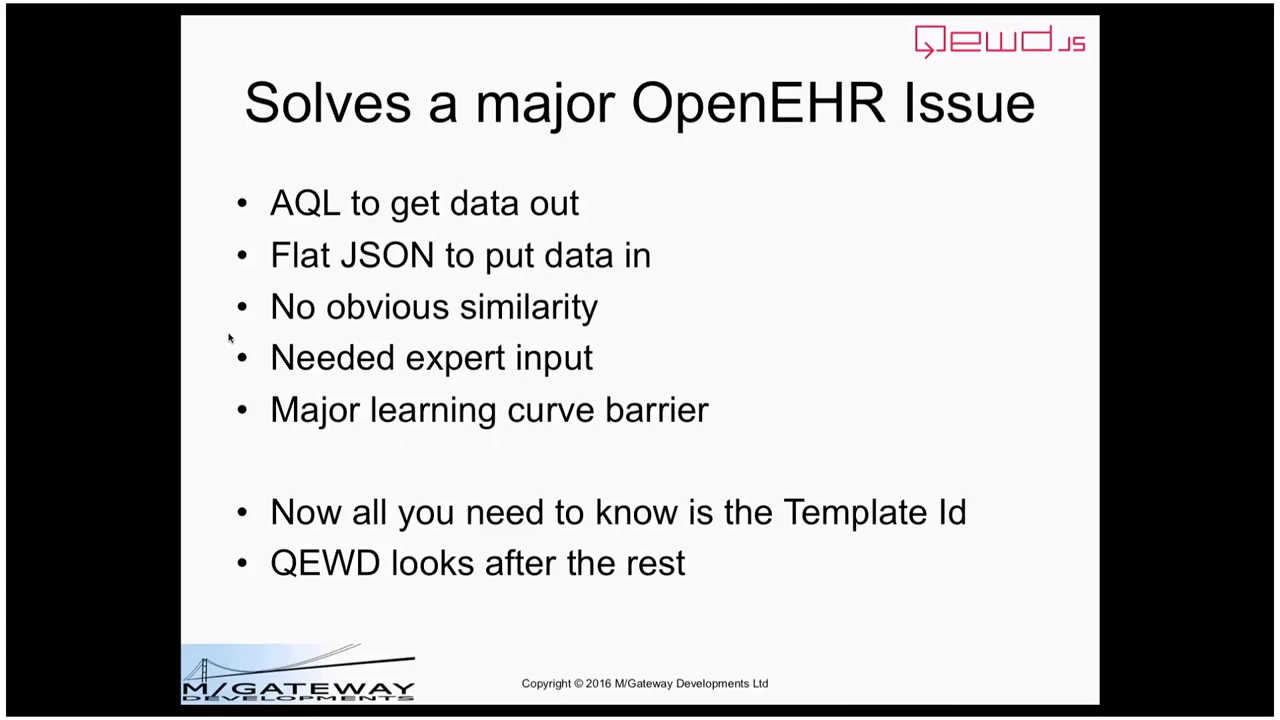 Qewd JS
Solves a major OpenEHR Issue
• AQL to get data out
• Flat JSON to put data in
• No obvious similarity
• Needed expert input
• Major learning curve barrier
• Now all you need to know is the Template Id
• QEWD looks after the rest
M/GATEWAY
DEVELOPMENTS
Copyright © 2016 M/Gateway Developments Ltd